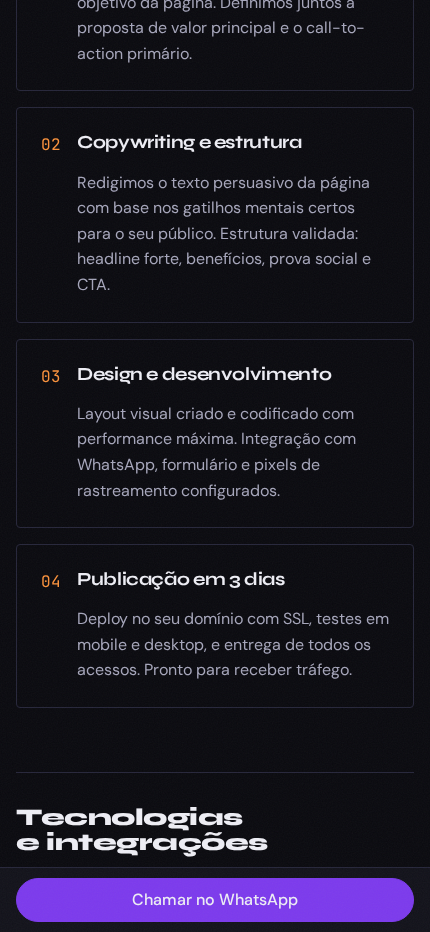 objetivo da página. Definimos juntos a
proposta de valor principal e o call-to-
action primário.
02
Copywriting e estrutura
Redigimos o texto persuasivo da página
com base nos gatilhos mentais certos
para o seu público. Estrutura validada:
headline forte, benefícios, prova social e
CTA.
03
Design e desenvolvimento
Layout visual criado e codificado com
performance máxima. Integração com
WhatsApp, formulário e pixels de
rastreamento configurados.
04
Publicação em 3 dias
Deploy no seu domínio com SSL, testes em
mobile e desktop, e entrega de todos os
acessos. Pronto para receber tráfego.
Tecnologias
e integrações
Chamar no WhatsApp